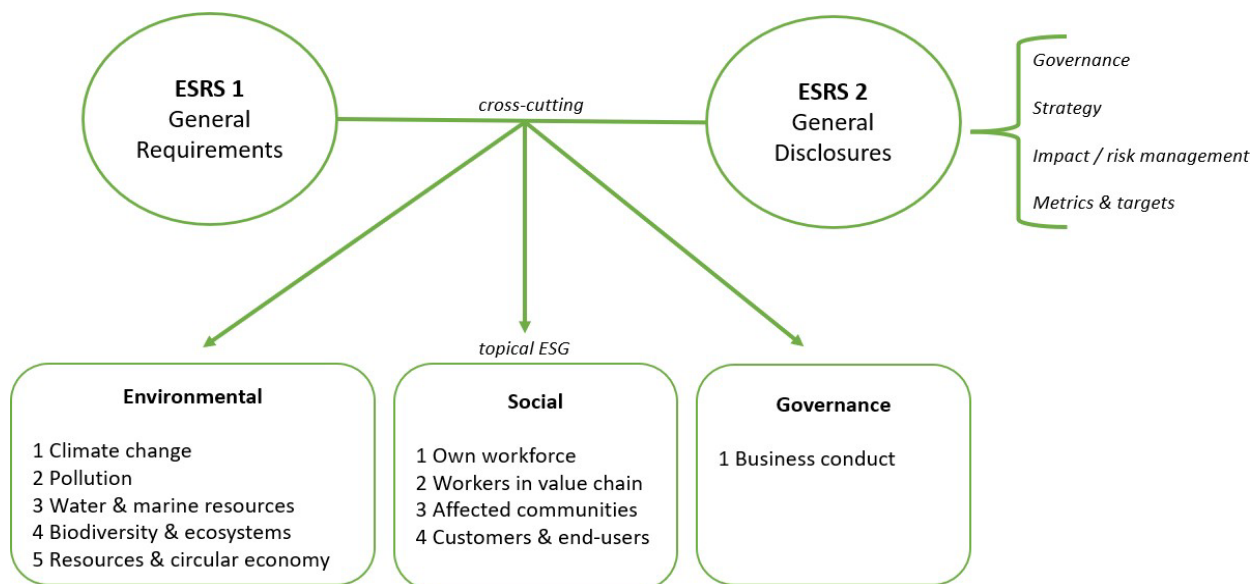 ESRS 1
General
Requirements
cross-cutting
ESRS 2
General
Disclosures
Governance
Strategy
Impact / risk management
Metrics & targets
topical ESG
Environmental
1 Climate change
2 Pollution
3 Water & marine resources
4 Biodiversity & ecosystems
5 Resources & circular economy
Social
1 Own workforce
2 Workers in value chain
3 Affected communities
4 Customers & end-users
Governance
1 Business conduct